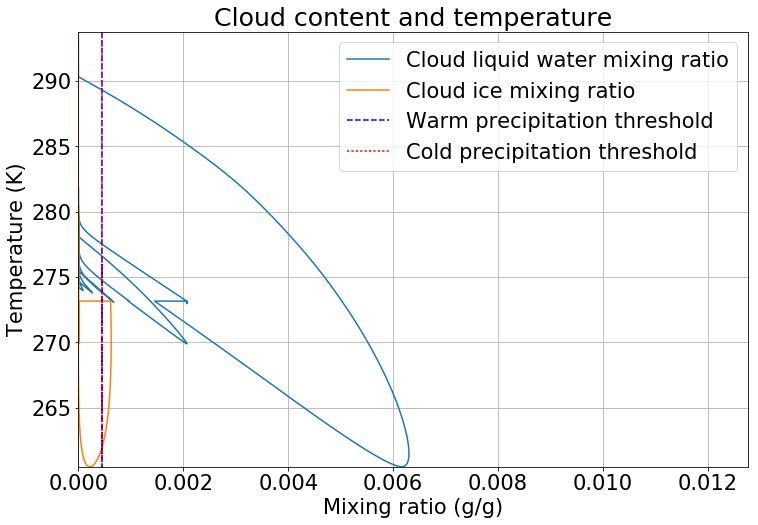 Cloud content and temperature
Cloud liquid water mixing ratio
Cloud ice mixing ratio
Warm precipitation threshold
Cold precipitation threshold
Temperature (K)
290
285
280
275
270
265
0.000 0.002 0.004 0.006 0.008 0.010 0.012
Mixing ratio (g/g)